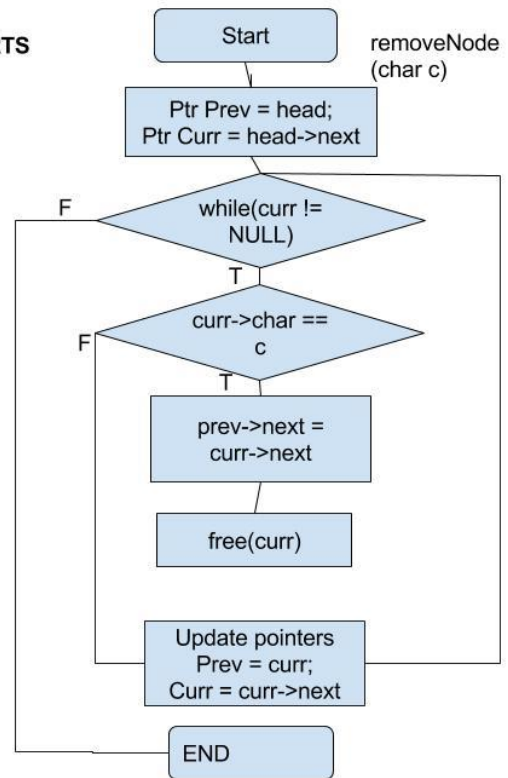 RTS
Start
removeNode
(char c)
Ptr Prev = head;
Ptr Curr = head->next
F
while(curr !=
NULL)
T
curr->char ==
c
F
T
prev->next =
curr->next
free(curr)
Update pointers
Prev = curr;
Curr = curr->next
END